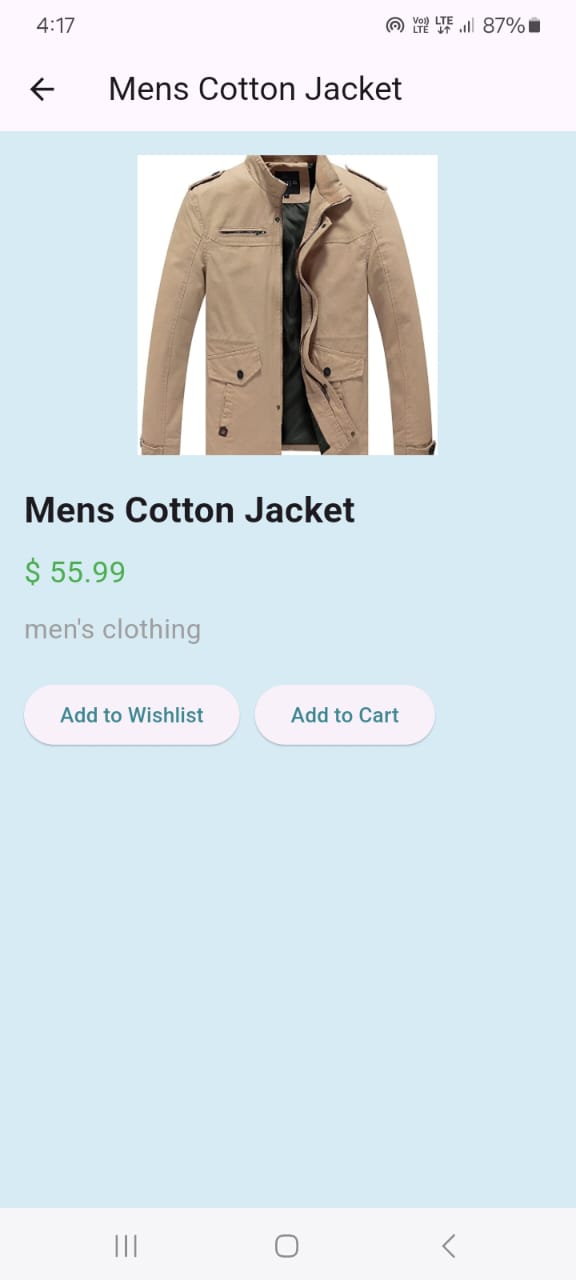 4:17 Vo)) LTE LTE 87%
Mens Cotton Jacket
Mens Cotton Jacket
$ 55.99
men's clothing
Add to Wishlist Add to Cart